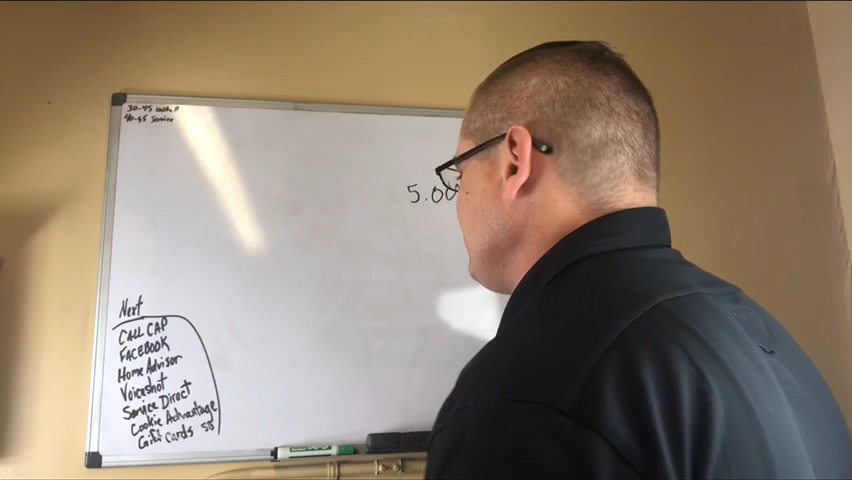 30-45 Install
40-45 Service
5.00
Next
CALL CAP
FACEBOOK
Home Advisor
Voiceshot
Service Direct
Cookie Advantage
Gift Cards